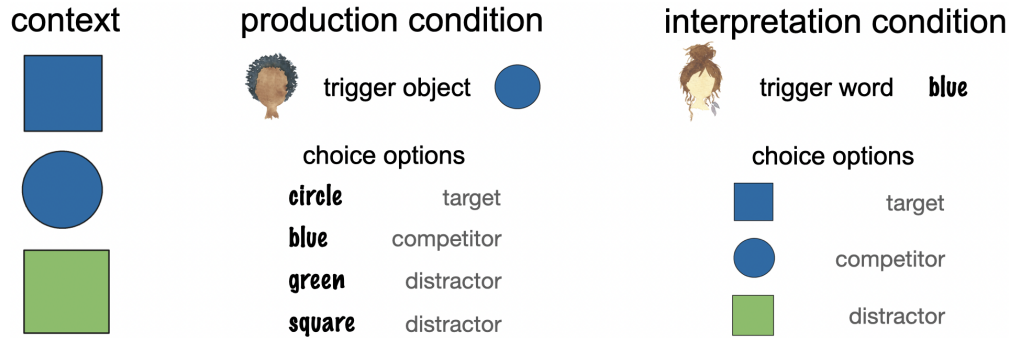 context
production condition
trigger object
choice options
circle target
blue competitor
green distractor
square distractor
interpretation condition
trigger word blue
choice options
target
competitor
distractor